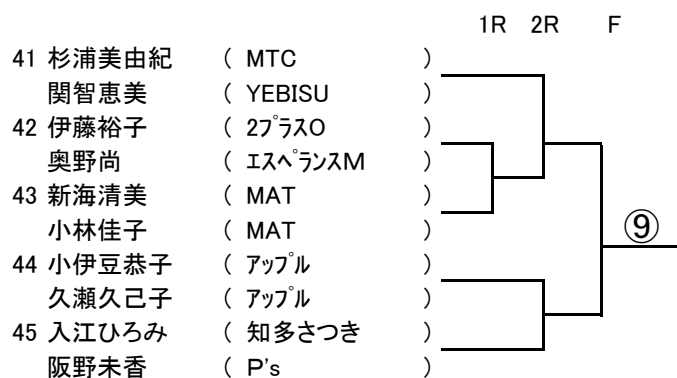 1R 2R F
41 杉浦美由紀 ( MTC )
関智恵美 ( YEBISU )
42 伊藤裕子 ( 2プラスO )
奥野尚 ( エスペランスM )
43 新海清美 ( MAT )
小林佳子 ( MAT )
⑨
44 小伊豆恭子 ( アップル )
久瀬久己子 ( アップル )
45 入江ひろみ ( 知多さつき )
阪野未香 ( P's )